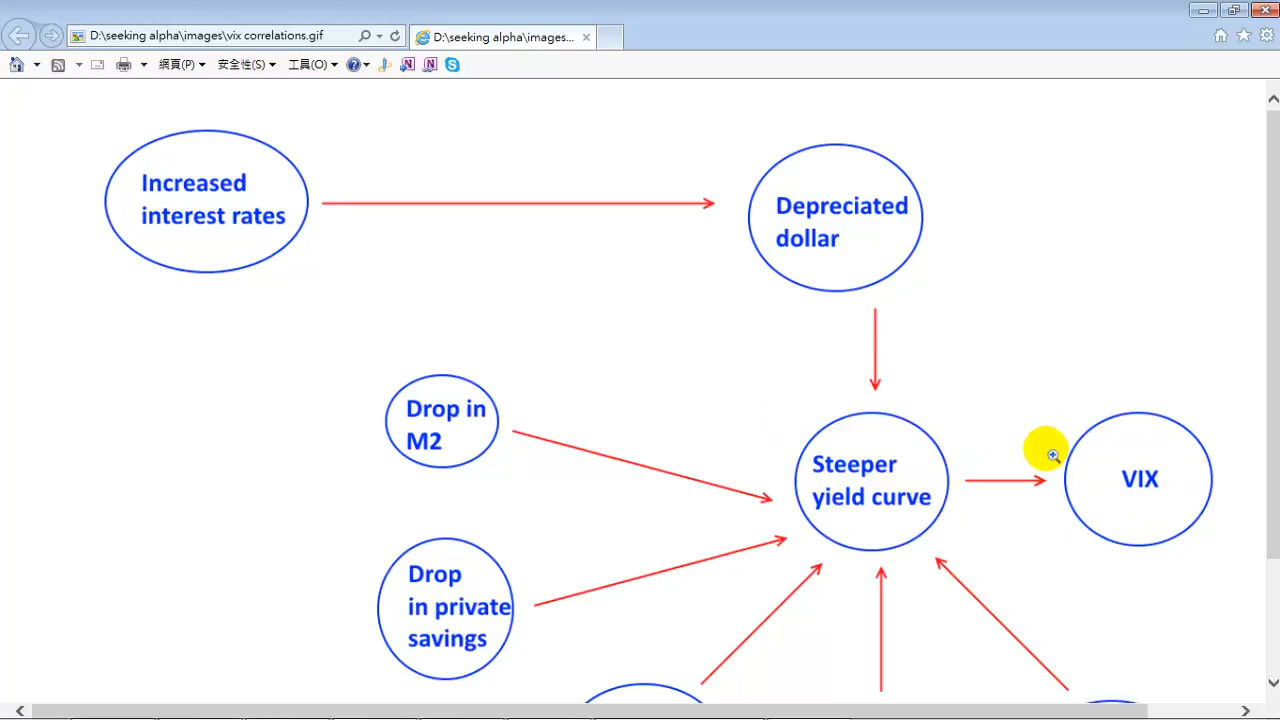 D:\seeking alpha\images\vix correlations.gif
D:\seeking alpha\images...
網頁(P)
安全性(S)
工具(O)
Increased
interest rates
Depreciated
dollar
Drop in
M2
Steeper
yield curve
VIX
Drop
in private
savings